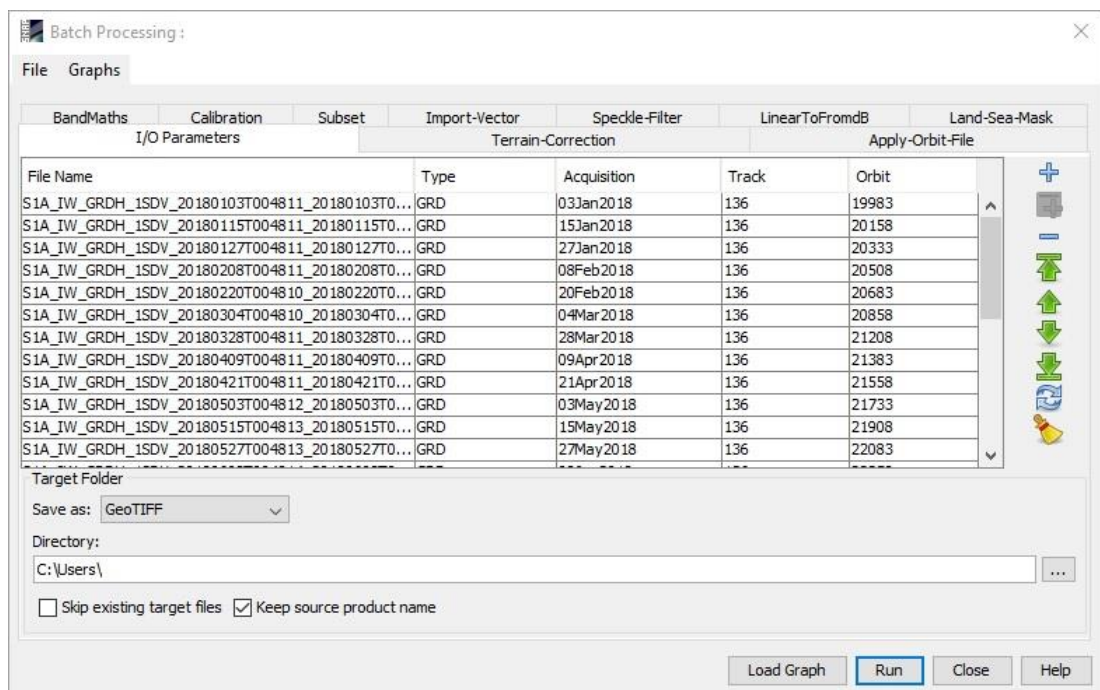 Batch Processing :
File Graphs
BandMaths Calibration Subset Import-Vector Speckle-Filter LinearToFromdB Land-Sea-Mask
I/O Parameters Terrain-Correction Apply-Orbit-File
File Name Type Acquisition Track Orbit
S1A_IW_GRDH_1SDV_20180103T004811_20180103T0... GRD 03Jan2018 136 19983
S1A_IW_GRDH_1SDV_20180115T004811_20180115T0... GRD 15Jan2018 136 20158
S1A_IW_GRDH_1SDV_20180127T004811_20180127T0... GRD 27Jan2018 136 20333
S1A_IW_GRDH_1SDV_20180208T004811_20180208T0... GRD 08Feb2018 136 20508
S1A_IW_GRDH_1SDV_20180220T004810_20180220T0... GRD 20Feb2018 136 20683
S1A_IW_GRDH_1SDV_20180304T004810_20180304T0... GRD 04Mar2018 136 20858
S1A_IW_GRDH_1SDV_20180328T004811_20180328T0... GRD 28Mar2018 136 21208
S1A_IW_GRDH_1SDV_20180409T004811_20180409T0... GRD 09Apr2018 136 21383
S1A_IW_GRDH_1SDV_20180421T004811_20180421T0... GRD 21Apr2018 136 21558
S1A_IW_GRDH_1SDV_20180503T004812_20180503T0... GRD 03May2018 136 21733
S1A_IW_GRDH_1SDV_20180515T004813_20180515T0... GRD 15May2018 136 21908
S1A_IW_GRDH_1SDV_20180527T004813_20180527T0... GRD 27May2018 136 22083
Target Folder
Save as: GeoTIFF
Directory:
C:\Users\
...
Skip existing target files Keep source product name
Load Graph Run Close Help